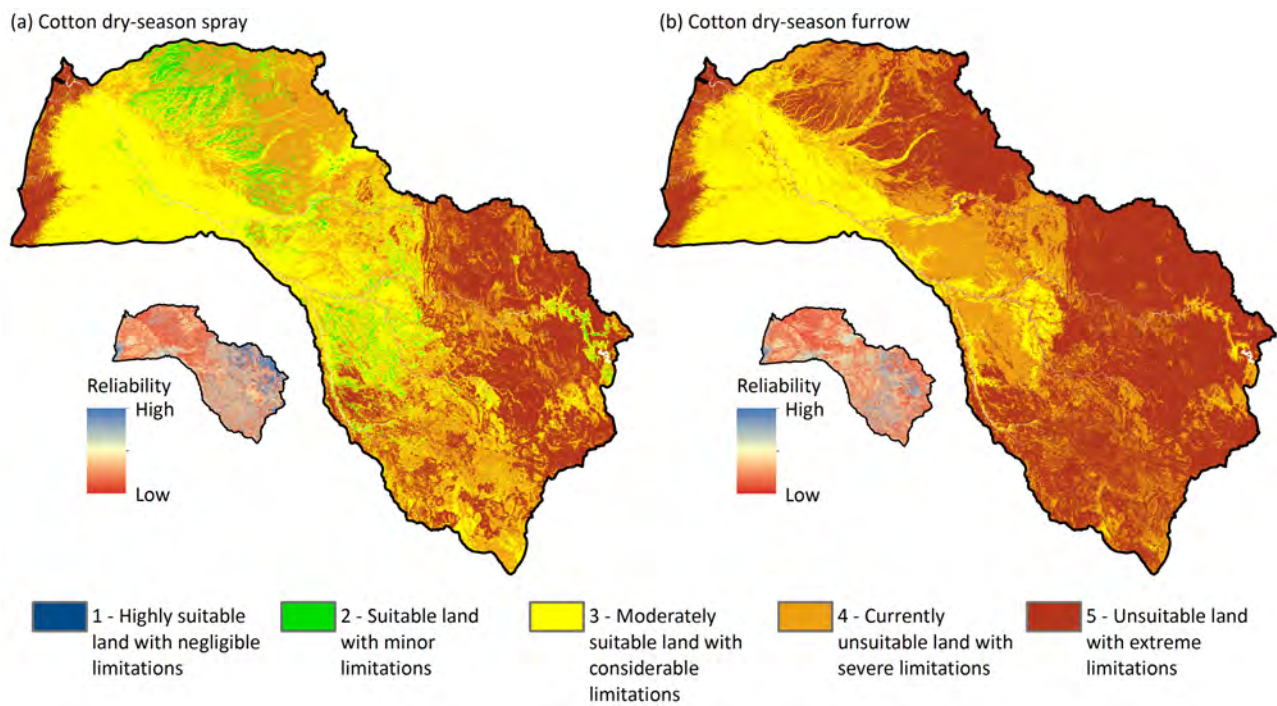 (a) Cotton dry-season spray
(b) Cotton dry-season furrow
Reliability
High
Low
Reliability
High
Low
1 - Highly suitable
land with negligible
limitations
2 - Suitable land
with minor
limitations
3 - Moderately
suitable land with
considerable
limitations
4 - Currently
unsuitable land with
severe limitations
5 - Unsuitable land
with extreme
limitations